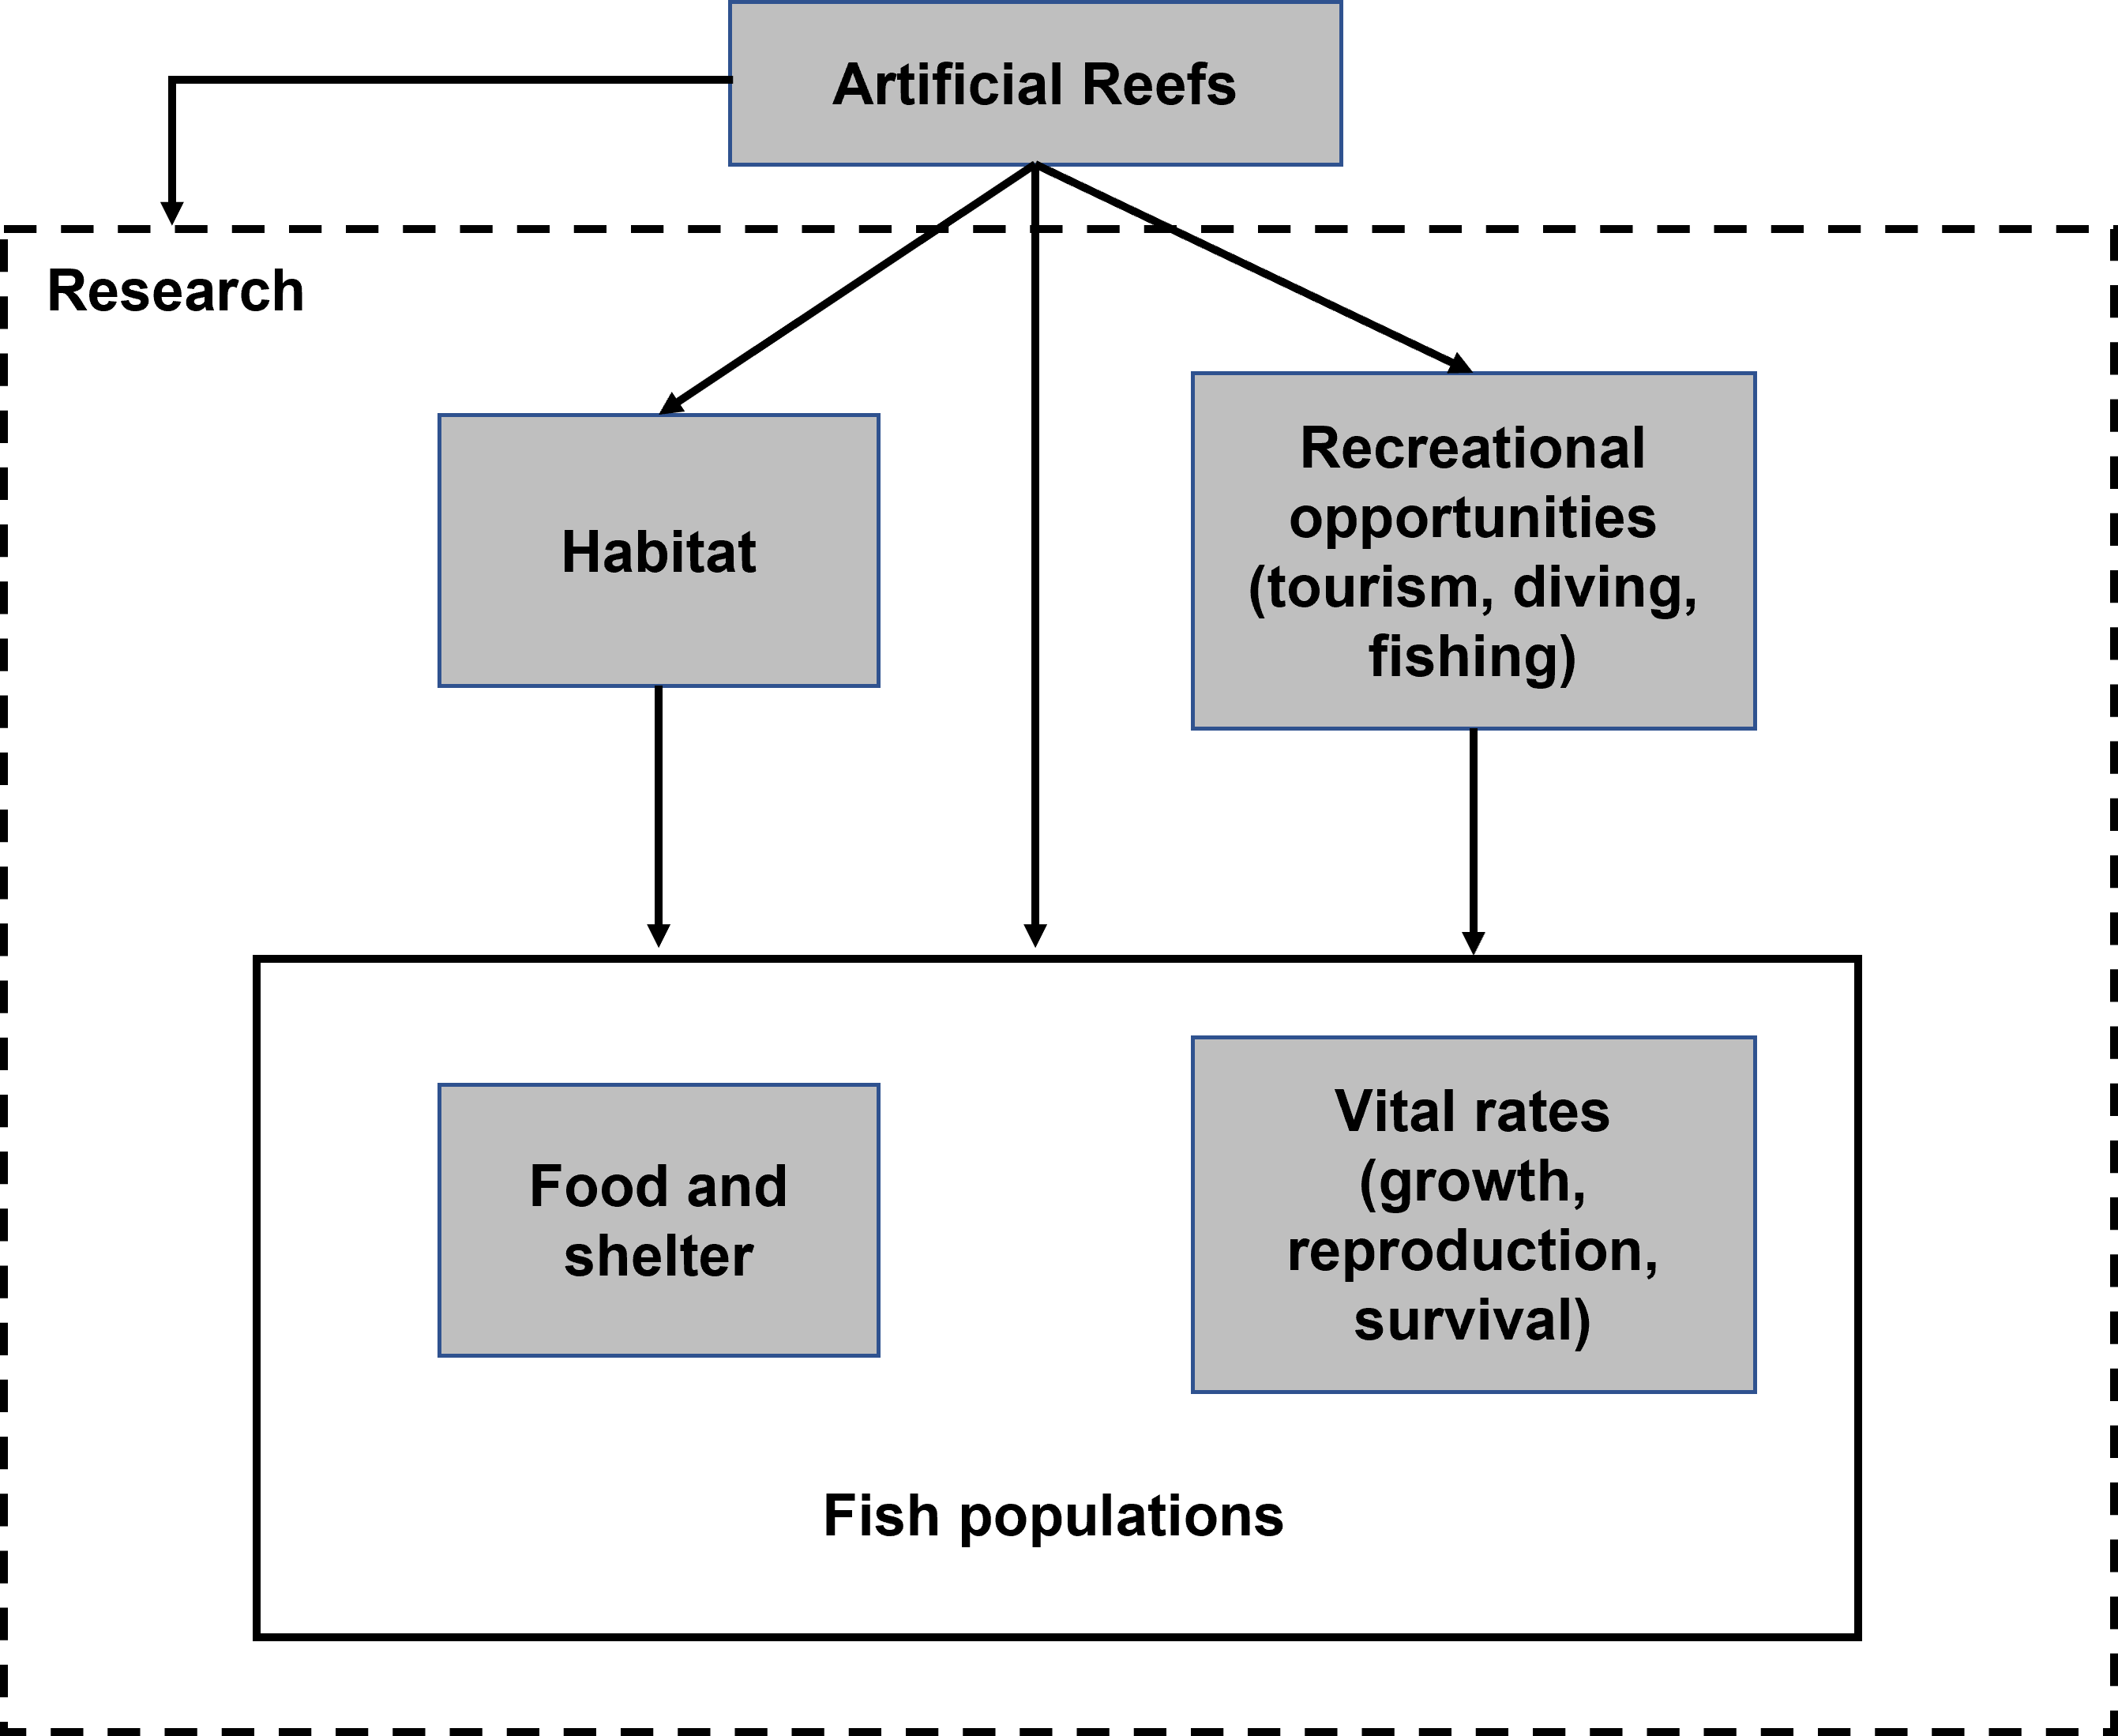 Artificial Reefs
Research
Habitat
Recreational
opportunities
(tourism, diving,
fishing)
Food and
shelter
Vital rates
(growth,
reproduction,
survival)
Fish populations